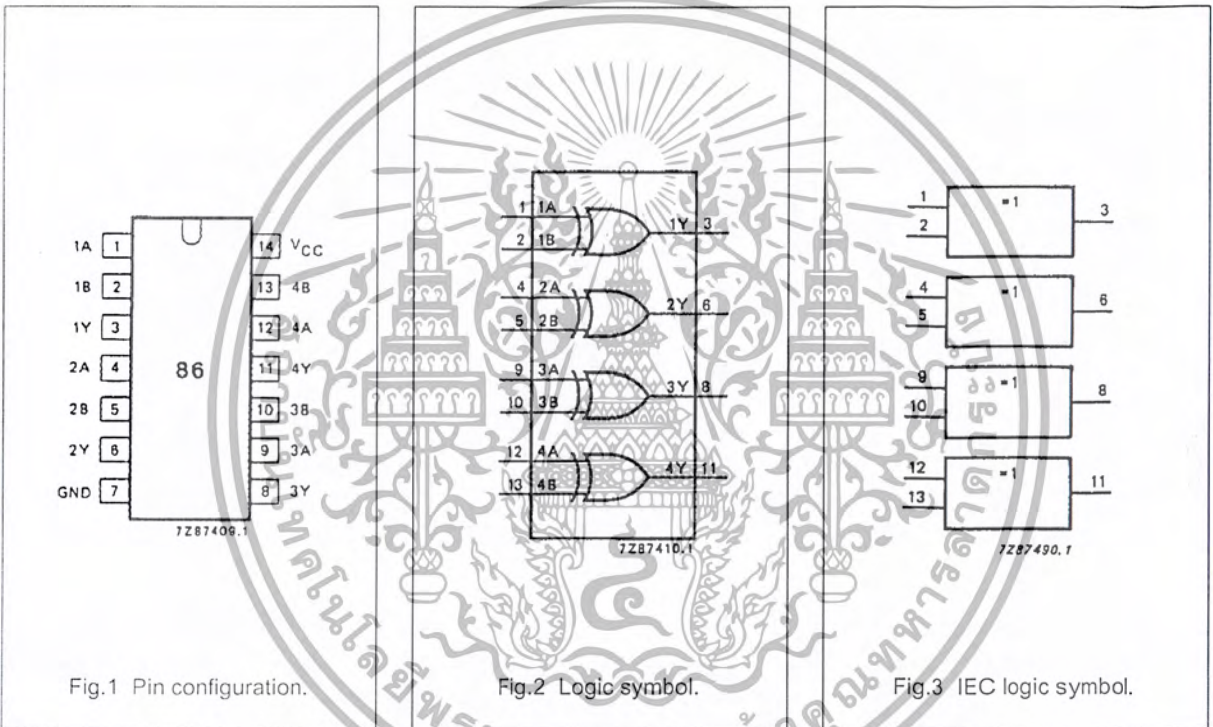 1A 1
1B 2
1Y 3
2A 4
2B 5
2Y 6
GND 7
86
14 VCC
13 4B
12 4A
11 4Y
10 3B
9 3A
8 3Y
7Z87409.1
Fig.1 Pin configuration.
1 1A
2 1B
1Y 3
4 2A
5 2B
2Y 6
9 3A
10 3B
3Y 8
12 4A
13 4B
4Y 11
7Z87410.1
Fig.2 Logic symbol.
1
2
=1
3
4
5
=1
6
9
10
=1
8
12
13
=1
11
7Z87490.1
Fig.3 IEC logic symbol.